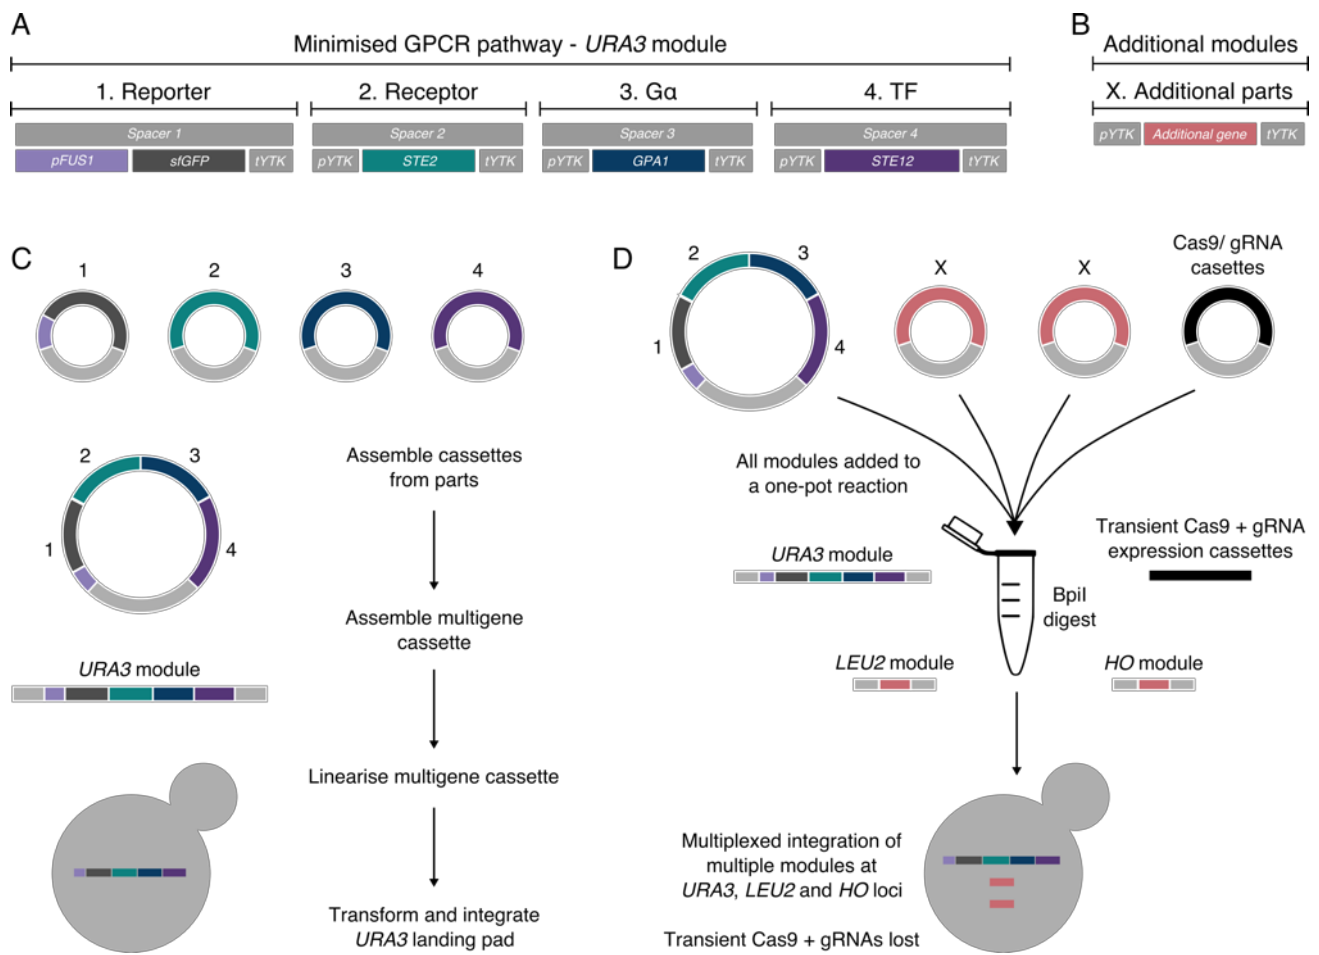 A
Minimised GPCR pathway - URA3 module
1. Reporter
2. Receptor
3. Gα
4. TF
Spacer 1
Spacer 2
Spacer 3
Spacer 4
pFUS1
sfGFP
tYTK
pYTK
STE2
tYTK
pYTK
GPA1
tYTK
pYTK
STE12
tYTK
B
Additional modules
X. Additional parts
pYTK
Additional gene
tYTK
C
1
2
3
4
2
3
1
4
Assemble cassettes
from parts
Assemble multigene
cassette
URA3 module
Linearise multigene cassette
Transform and integrate
URA3 landing pad
D
2
3
1
4
X
X
Cas9/ gRNA
casettes
All modules added to
a one-pot reaction
URA3 module
Transient Cas9 + gRNA
expression cassettes
BpiI
digest
LEU2 module
HO module
Multiplexed integration of
multiple modules at
URA3, LEU2 and HO loci
Transient Cas9 + gRNAs lost